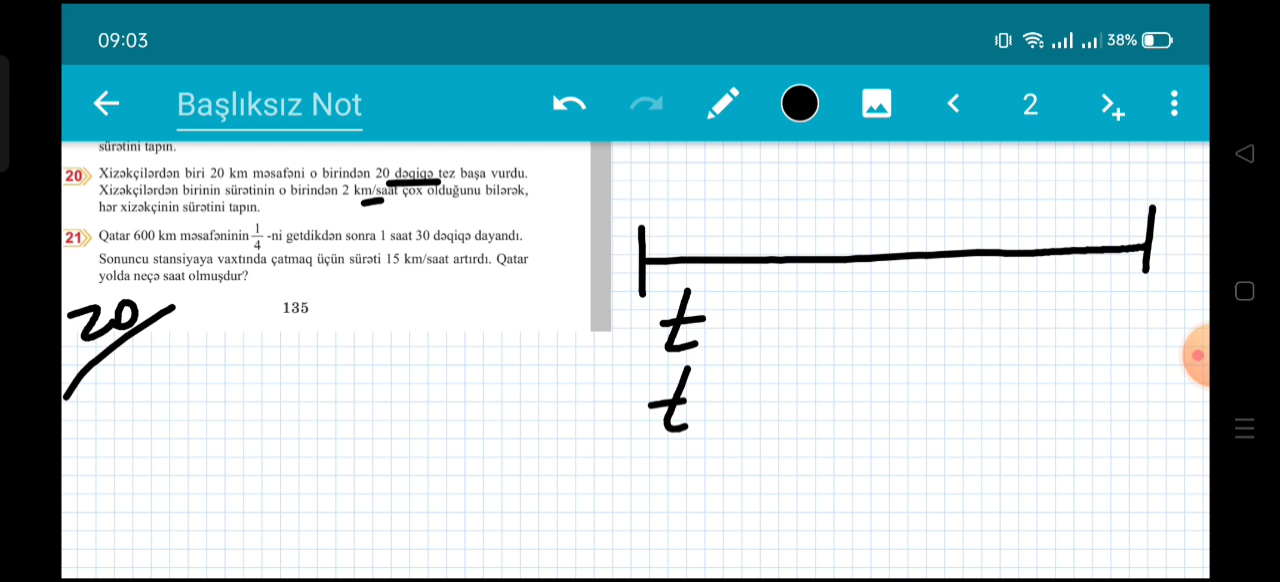 09:03
38%
Başlıksız Not
2
sürətini tapın.
20 Xizəkçilərdən biri 20 km məsafəni o birindən 20 dəqiqə tez başa vurdu.
Xizəkçilərdən birinin sürətinin o birindən 2 km/saat çox olduğunu bilərək,
hər xizəkçinin sürətini tapın.
21 Qatar 600 km məsafəninin 1/4 -ni getdikdən sonra 1 saat 30 dəqiqə dayandı.
Sonuncu stansiyaya vaxtında çatmaq üçün sürəti 15 km/saat artırdı. Qatar
yolda neçə saat olmuşdur?
135
20
t
t